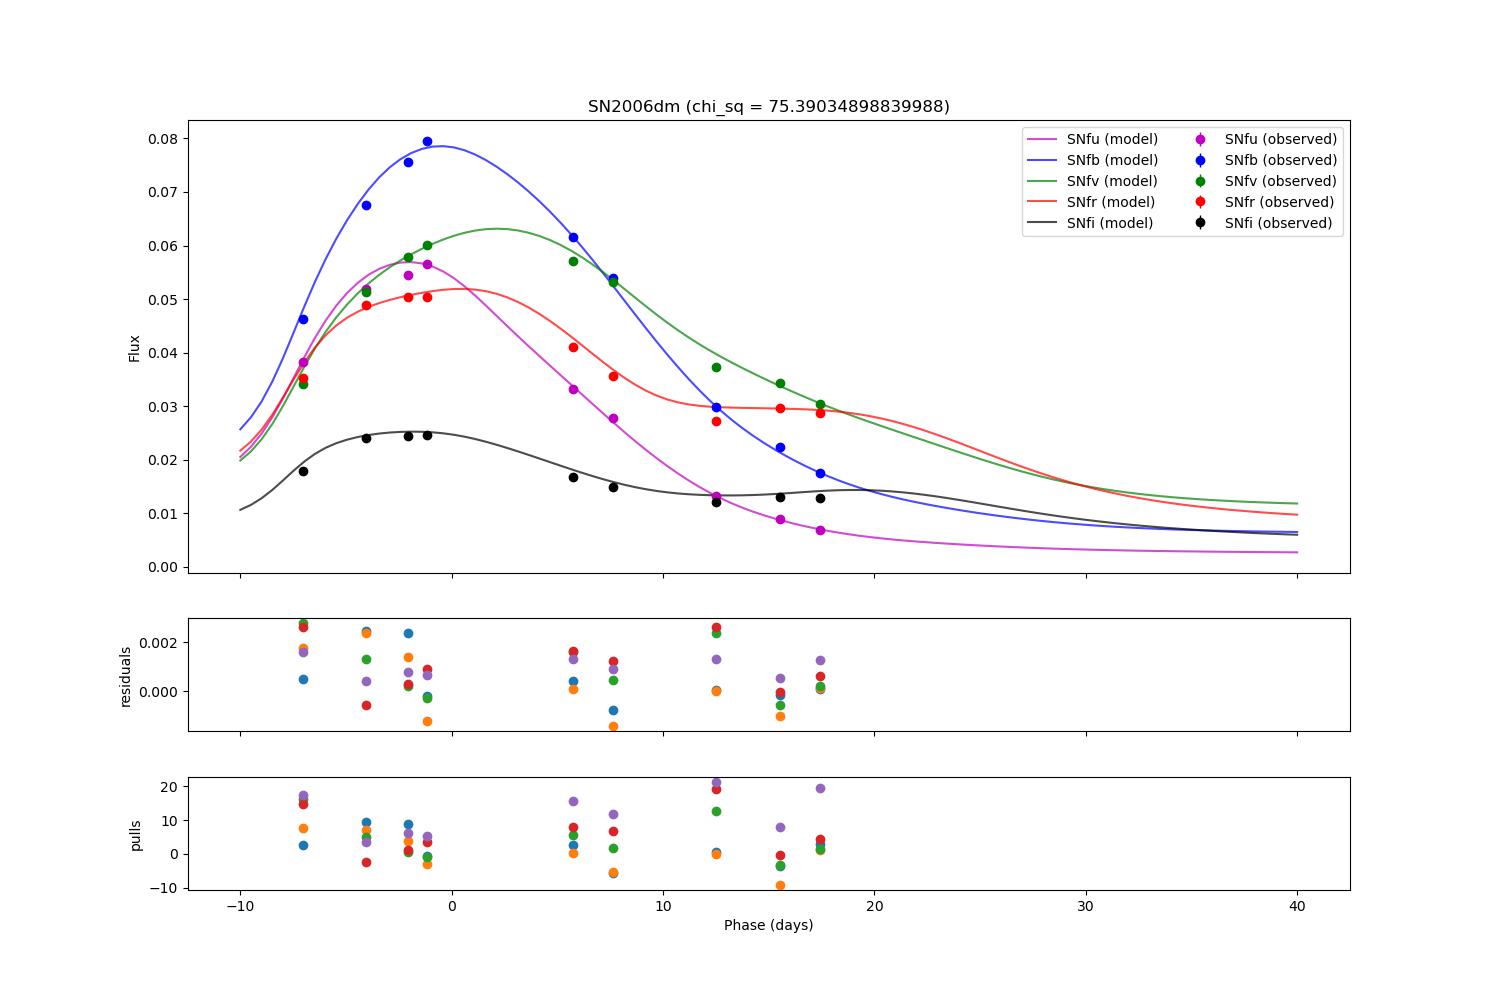 SN2006dm (chi_sq = 75.39034898839988)
SNfu (model) SNfu (observed)
SNfb (model) SNfb (observed)
SNfv (model) SNfv (observed)
SNfr (model) SNfr (observed)
SNfi (model) SNfi (observed)
0.08
0.07
0.06
0.05
0.04
0.03
0.02
0.01
0.00
Flux
0.002
0.000
residuals
20
10
0
−10
pulls
−10 0 10 20 30 40
Phase (days)